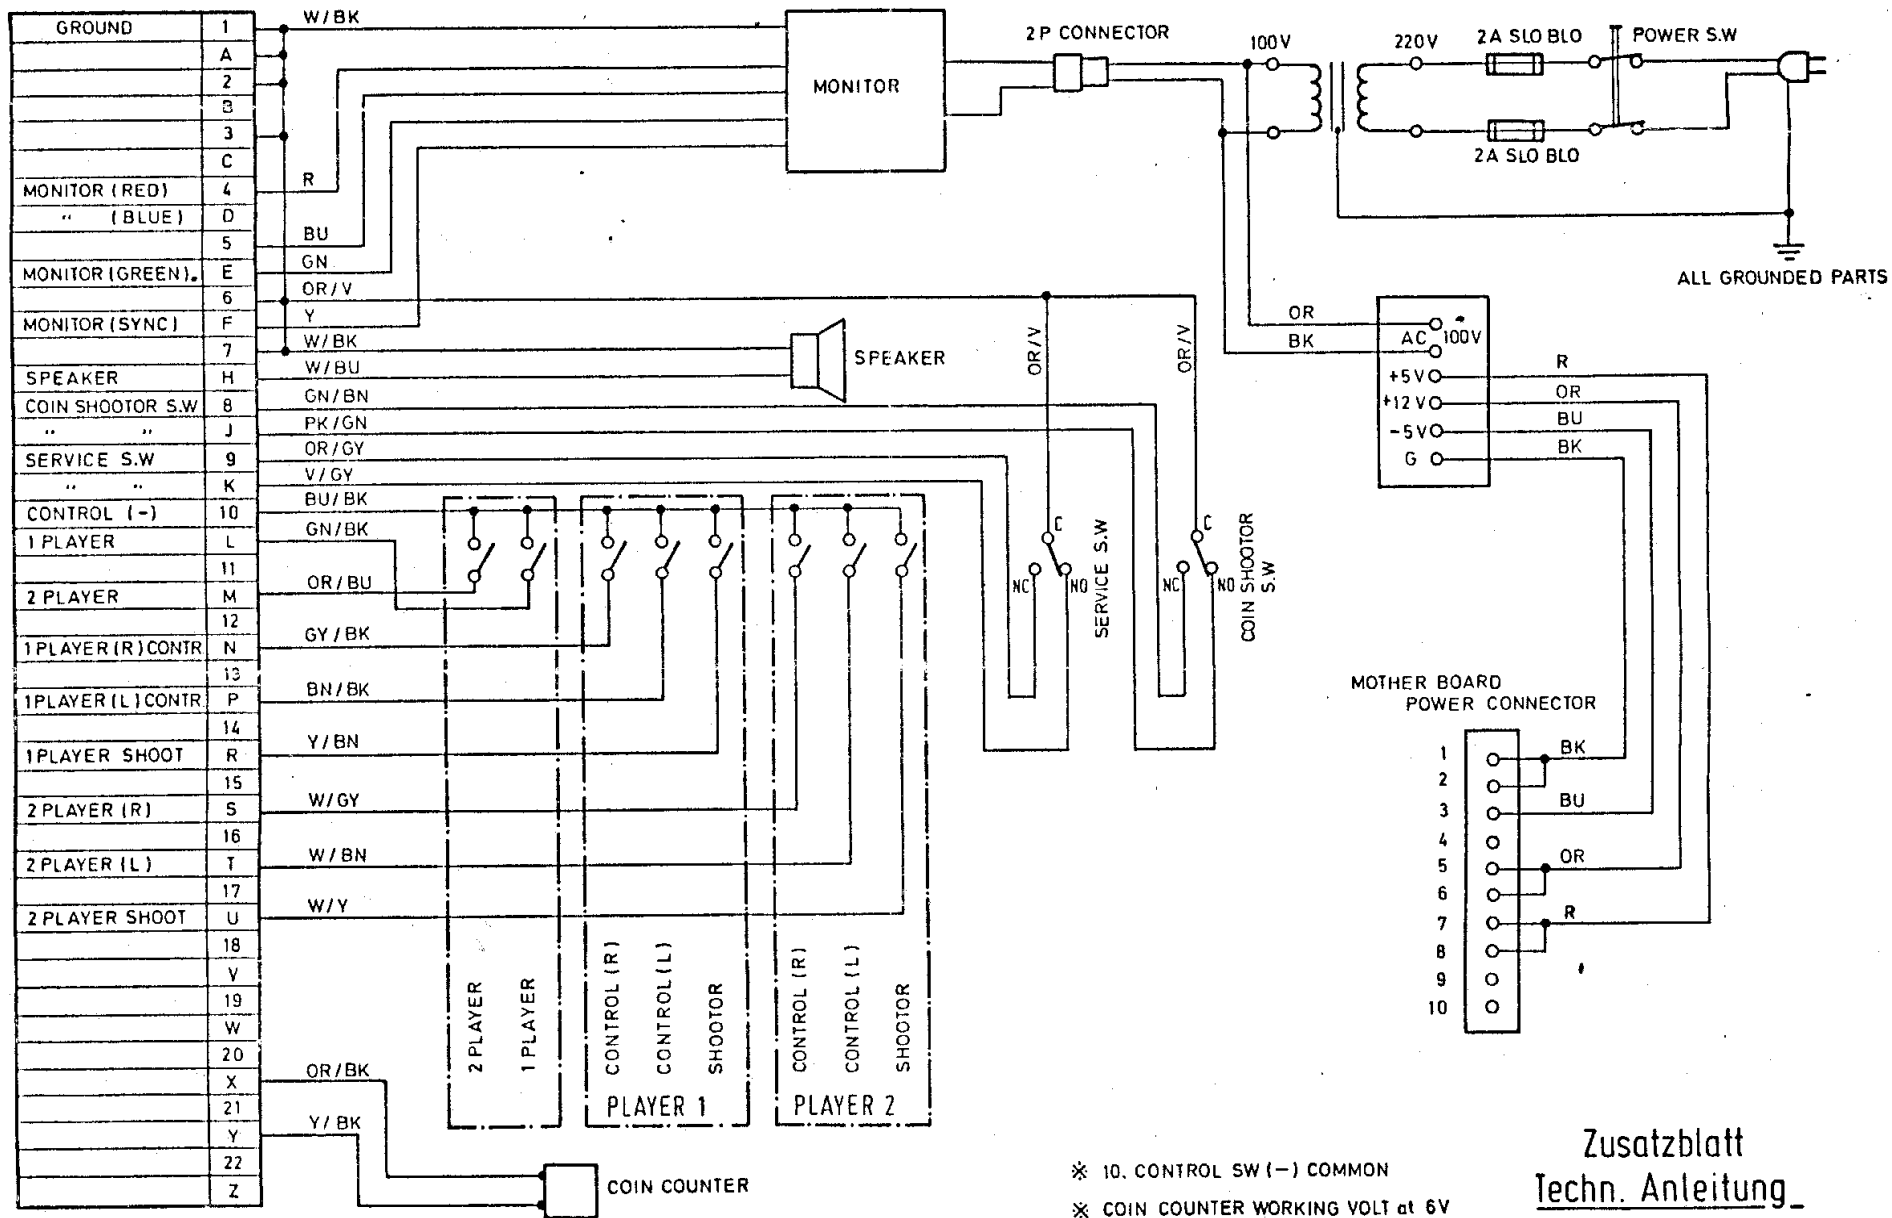 GROUND 1 W/BK
A
2
B
3
C
MONITOR (RED) 4 R
" (BLUE) D
5 BU
MONITOR (GREEN). E GN
6 OR/V
MONITOR (SYNC) F Y
7 W/BK
SPEAKER H W/BU
COIN SHOOTOR S.W 8 GN/BN
" " J PK/GN
SERVICE S.W 9 OR/GY
" " K V/GY
CONTROL (-) 10 BU/BK
1 PLAYER L GN/BK
11
2 PLAYER M OR/BU
12
1 PLAYER (R) CONTR N GY/BK
13
1 PLAYER (L) CONTR P BN/BK
14
1 PLAYER SHOOT R Y/BN
15
2 PLAYER (R) S W/GY
16
2 PLAYER (L) T W/BN
17
2 PLAYER SHOOT U W/Y
18
V
19
W
20
X OR/BK
21
Y Y/BK
22
Z
MONITOR
2P CONNECTOR
100V
220V
2A SLO BLO
POWER S.W
2A SLO BLO
ALL GROUNDED PARTS
SPEAKER
OR/V
OR/V
OR
BK
AC 100V
+5V R
+12V OR
-5V BU
G BK
C
NC
NO
SERVICE S.W
C
NC
NO
COIN SHOOTOR
S.W
2 PLAYER
1 PLAYER
CONTROL (R)
CONTROL (L)
SHOOTOR
PLAYER 1
CONTROL (R)
CONTROL (L)
SHOOTOR
PLAYER 2
MOTHER BOARD
POWER CONNECTOR
1 BK
2
3 BU
4
5 OR
6
7 R
8
9
10
COIN COUNTER
※ 10. CONTROL SW (-) COMMON
※ COIN COUNTER WORKING VOLT at 6V
Zusatzblatt
Techn. Anleitung_